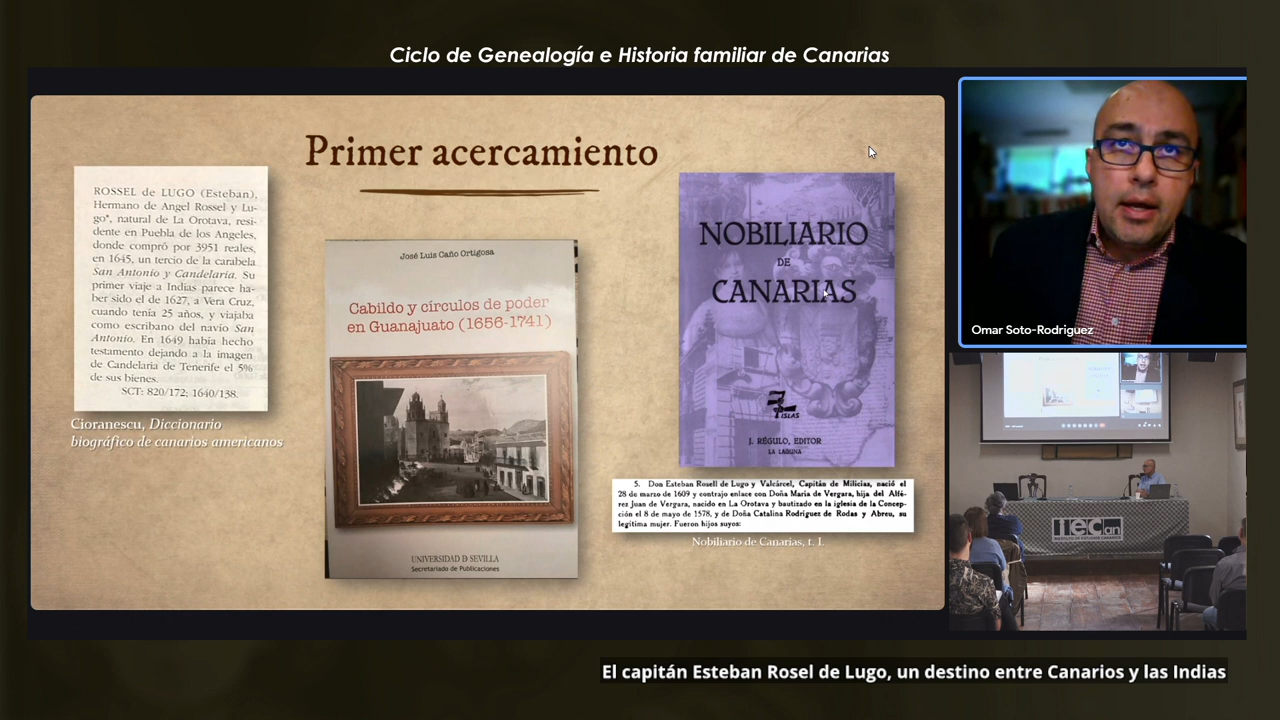 Ciclo de Genealogía e Historia familiar de Canarias
Primer acercamiento
ROSSEL de LUGO (Esteban),
Hermano de Angel Rossel y Lu-
go*, natural de La Orotava, resi-
dente en Puebla de los Angeles,
donde compró por 3951 reales,
en 1645, un tercio de la carabela
San Antonio y Candelaria. Su
primer viaje a Indias parece ha-
ber sido el de 1627, a Vera Cruz,
cuando tenía 25 años, y viajaba
como escribano del navío San
Antonio. En 1649 había hecho
testamento dejando a la imagen
de Candelaria de Tenerife el 5%
de sus bienes.
SCT: 820/172; 1640/138.
Cioranescu, Diccionario
biográfico de canarios americanos
José Luis Caño Ortigosa
Cabildo y círculos de poder
en Guanajuato (1656-1741)
UNIVERSIDAD DE SEVILLA
Secretariado de Publicaciones
NOBILIARIO
DE
CANARIAS
7 ISLAS
J. RÉGULO, EDITOR
LA LAGUNA
5. Don Esteban Rosell de Lugo y Valcárcel, Capitán de Milicias, nació el
28 de marzo de 1609 y contrajo enlace con Doña María de Vergara, hija del Alfé-
rez Juan de Vergara, nacido en La Orotava y bautizado en la iglesia de la Concep-
ción el 8 de mayo de 1578, y de Doña Catalina Rodríguez de Rodas y Abreu, su
legítima mujer. Fueron hijos suyos:
Nobiliario de Canarias, t. I.
Omar Soto-Rodriguez
IECan
INSTITUTO DE ESTUDIOS CANARIOS
El capitán Esteban Rosel de Lugo, un destino entre Canarios y las Indias